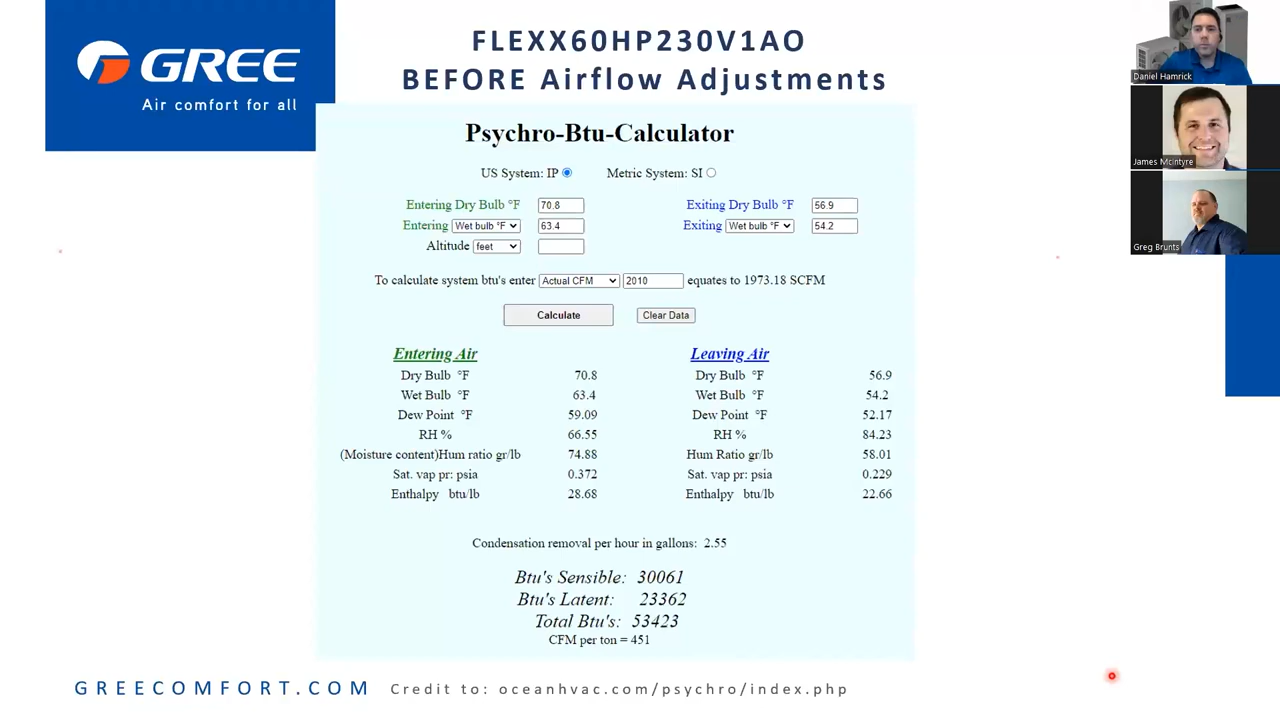 GREE
Air comfort for all
FLEXX60HP230V1AO
BEFORE Airflow Adjustments
Psychro-Btu-Calculator
US System: IP Metric System: SI
Entering Dry Bulb °F 70.8 Exiting Dry Bulb °F 56.9
Entering Wet bulb °F 63.4 Exiting Wet bulb °F 54.2
Altitude feet
To calculate system btu's enter Actual CFM 2010 equates to 1973.18 SCFM
Calculate Clear Data
Entering Air Leaving Air
Dry Bulb °F 70.8 Dry Bulb °F 56.9
Wet Bulb °F 63.4 Wet Bulb °F 54.2
Dew Point °F 59.09 Dew Point °F 52.17
RH % 66.55 RH % 84.23
(Moisture content)Hum ratio gr/lb 74.88 Hum Ratio gr/lb 58.01
Sat. vap pr: psia 0.372 Sat. vap pr: psia 0.229
Enthalpy btu/lb 28.68 Enthalpy btu/lb 22.66
Condensation removal per hour in gallons: 2.55
Btu's Sensible: 30061
Btu's Latent: 23362
Total Btu's: 53423
CFM per ton = 451
GREECOMFORT.COM Credit to: oceanhvac.com/psychro/index.php
Daniel Hamrick
James McIntyre
Greg Brunts